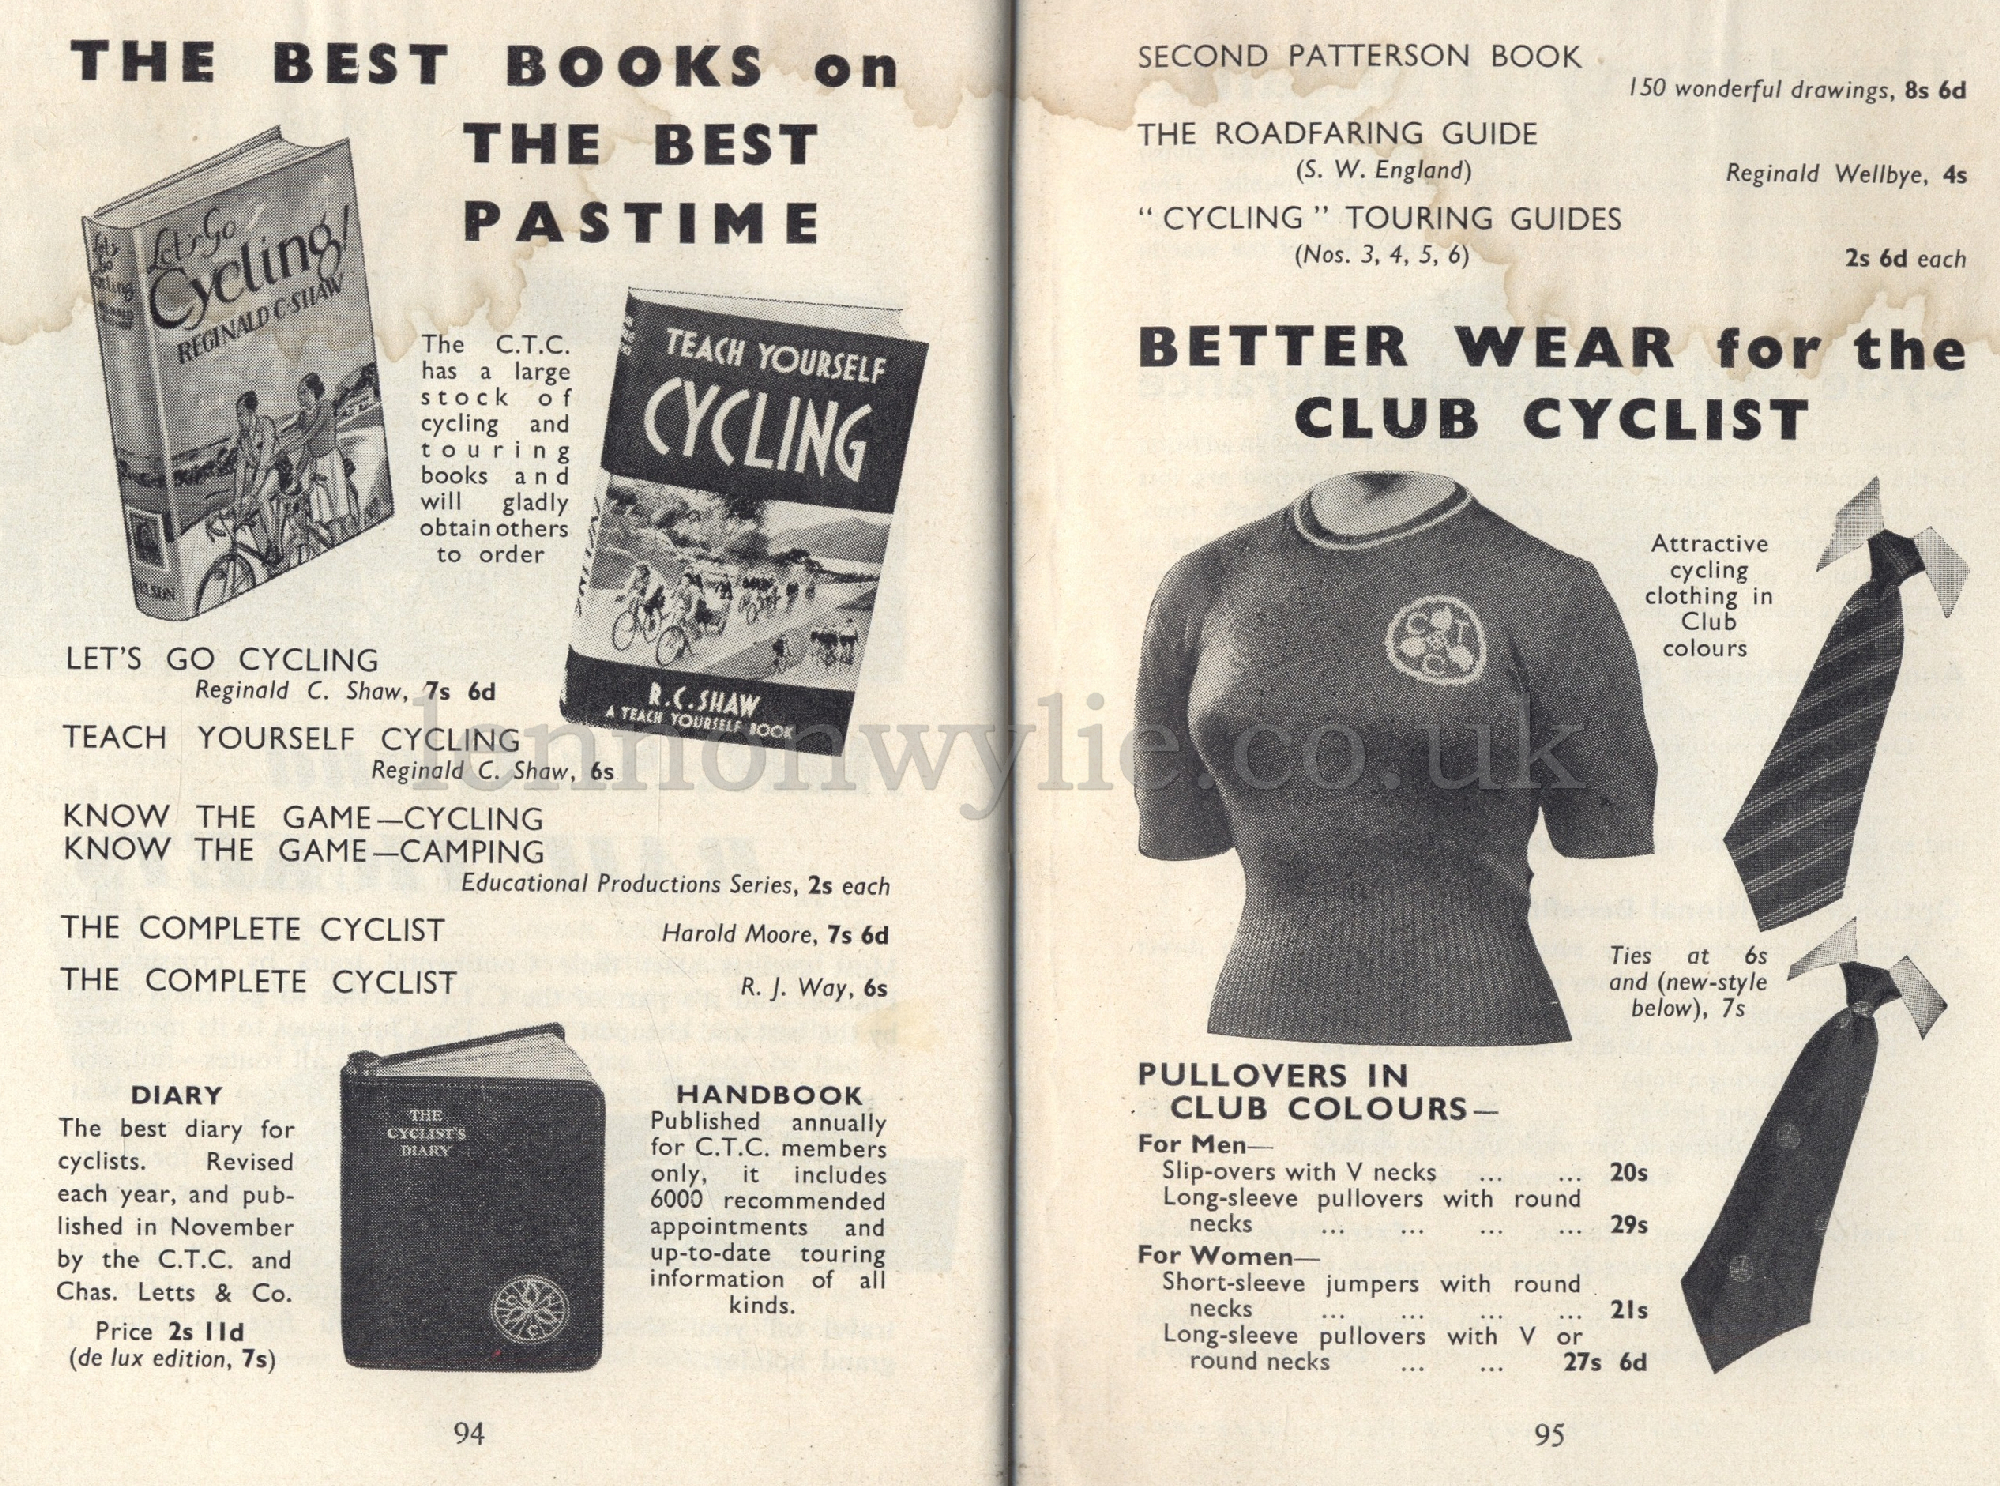 THE BEST BOOKS on
THE BEST
PASTIME
Let's Go
Cycling!
REGINALD C. SHAW
Let's
Go
Cycling
TEACH YOURSELF
CYCLING
R.C. SHAW
A TEACH YOURSELF BOOK
The C.T.C.
has a large
stock of
cycling and
touring
books and
will gladly
obtain others
to order
LET'S GO CYCLING
Reginald C. Shaw, 7s 6d
TEACH YOURSELF CYCLING
Reginald C. Shaw, 6s
KNOW THE GAME—CYCLING
KNOW THE GAME—CAMPING
Educational Productions Series, 2s each
THE COMPLETE CYCLIST
Harold Moore, 7s 6d
THE COMPLETE CYCLIST
R. J. Way, 6s
DIARY
The best diary for
cyclists. Revised
each year, and pub-
lished in November
by the C.T.C. and
Chas. Letts & Co.
Price 2s 11d
(de lux edition, 7s)
THE
CYCLIST'S
DIARY
HANDBOOK
Published annually
for C.T.C. members
only, it includes
6000 recommended
appointments and
up-to-date touring
information of all
kinds.
94
SECOND PATTERSON BOOK
150 wonderful drawings, 8s 6d
THE ROADFARING GUIDE
(S. W. England)
Reginald Wellbye, 4s
"CYCLING" TOURING GUIDES
(Nos. 3, 4, 5, 6)
2s 6d each
BETTER WEAR for the
CLUB CYCLIST
CTC
Attractive
cycling
clothing in
Club
colours
Ties at 6s
and (new-style
below), 7s
PULLOVERS IN
CLUB COLOURS—
For Men—
Slip-overs with V necks ... ... 20s
Long-sleeve pullovers with round
necks ... ... ... ... 29s
For Women—
Short-sleeve jumpers with round
necks ... ... ... ... 21s
Long-sleeve pullovers with V or
round necks ... ... 27s 6d
95
lennonwylie.co.uk